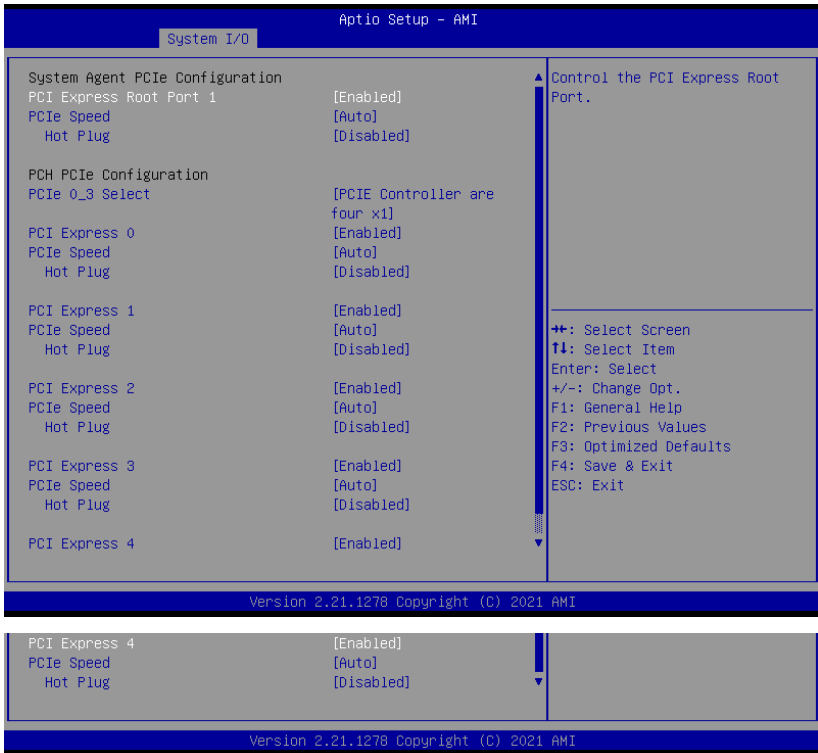 Aptio Setup – AMI
System I/O
System Agent PCIe Configuration
PCI Express Root Port 1 [Enabled]
PCIe Speed [Auto]
Hot Plug [Disabled]
PCH PCIe Configuration
PCIe 0_3 Select [PCIE Controller are
four x1]
PCI Express 0 [Enabled]
PCIe Speed [Auto]
Hot Plug [Disabled]
PCI Express 1 [Enabled]
PCIe Speed [Auto]
Hot Plug [Disabled]
PCI Express 2 [Enabled]
PCIe Speed [Auto]
Hot Plug [Disabled]
PCI Express 3 [Enabled]
PCIe Speed [Auto]
Hot Plug [Disabled]
PCI Express 4 [Enabled]
Control the PCI Express Root
Port.
→←: Select Screen
↑↓: Select Item
Enter: Select
+/-: Change Opt.
F1: General Help
F2: Previous Values
F3: Optimized Defaults
F4: Save & Exit
ESC: Exit
Version 2.21.1278 Copyright (C) 2021 AMI
PCI Express 4 [Enabled]
PCIe Speed [Auto]
Hot Plug [Disabled]
Version 2.21.1278 Copyright (C) 2021 AMI